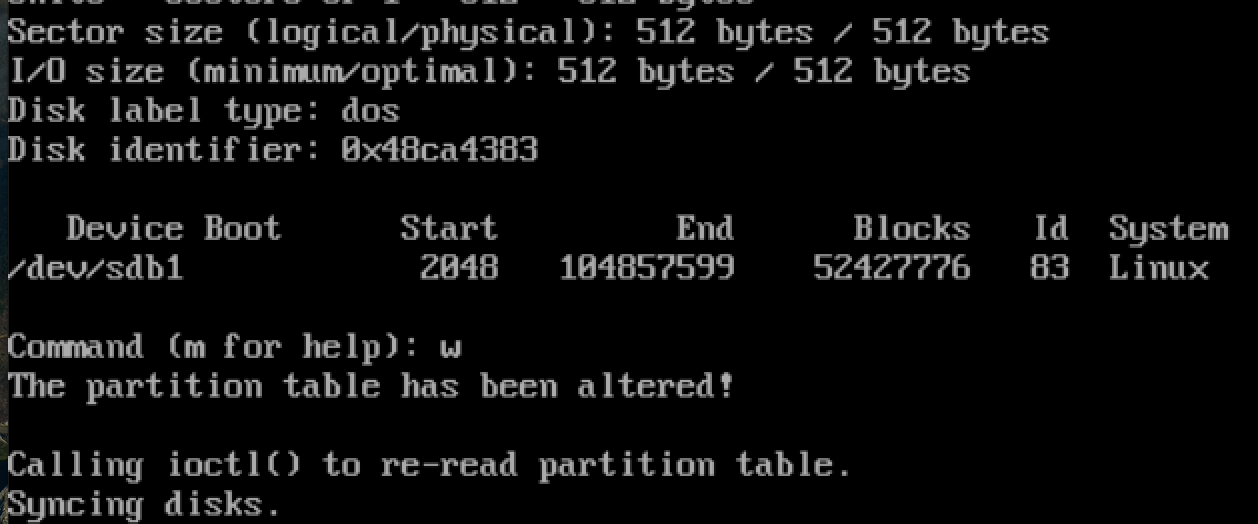 Sector size (logical/physical): 512 bytes / 512 bytes
I/O size (minimum/optimal): 512 bytes / 512 bytes
Disk label type: dos
Disk identifier: 0x48ca4383
Device Boot Start End Blocks Id System
/dev/sdb1 2048 104857599 52427776 83 Linux
Command (m for help): w
The partition table has been altered!
Calling ioctl() to re-read partition table.
Syncing disks.